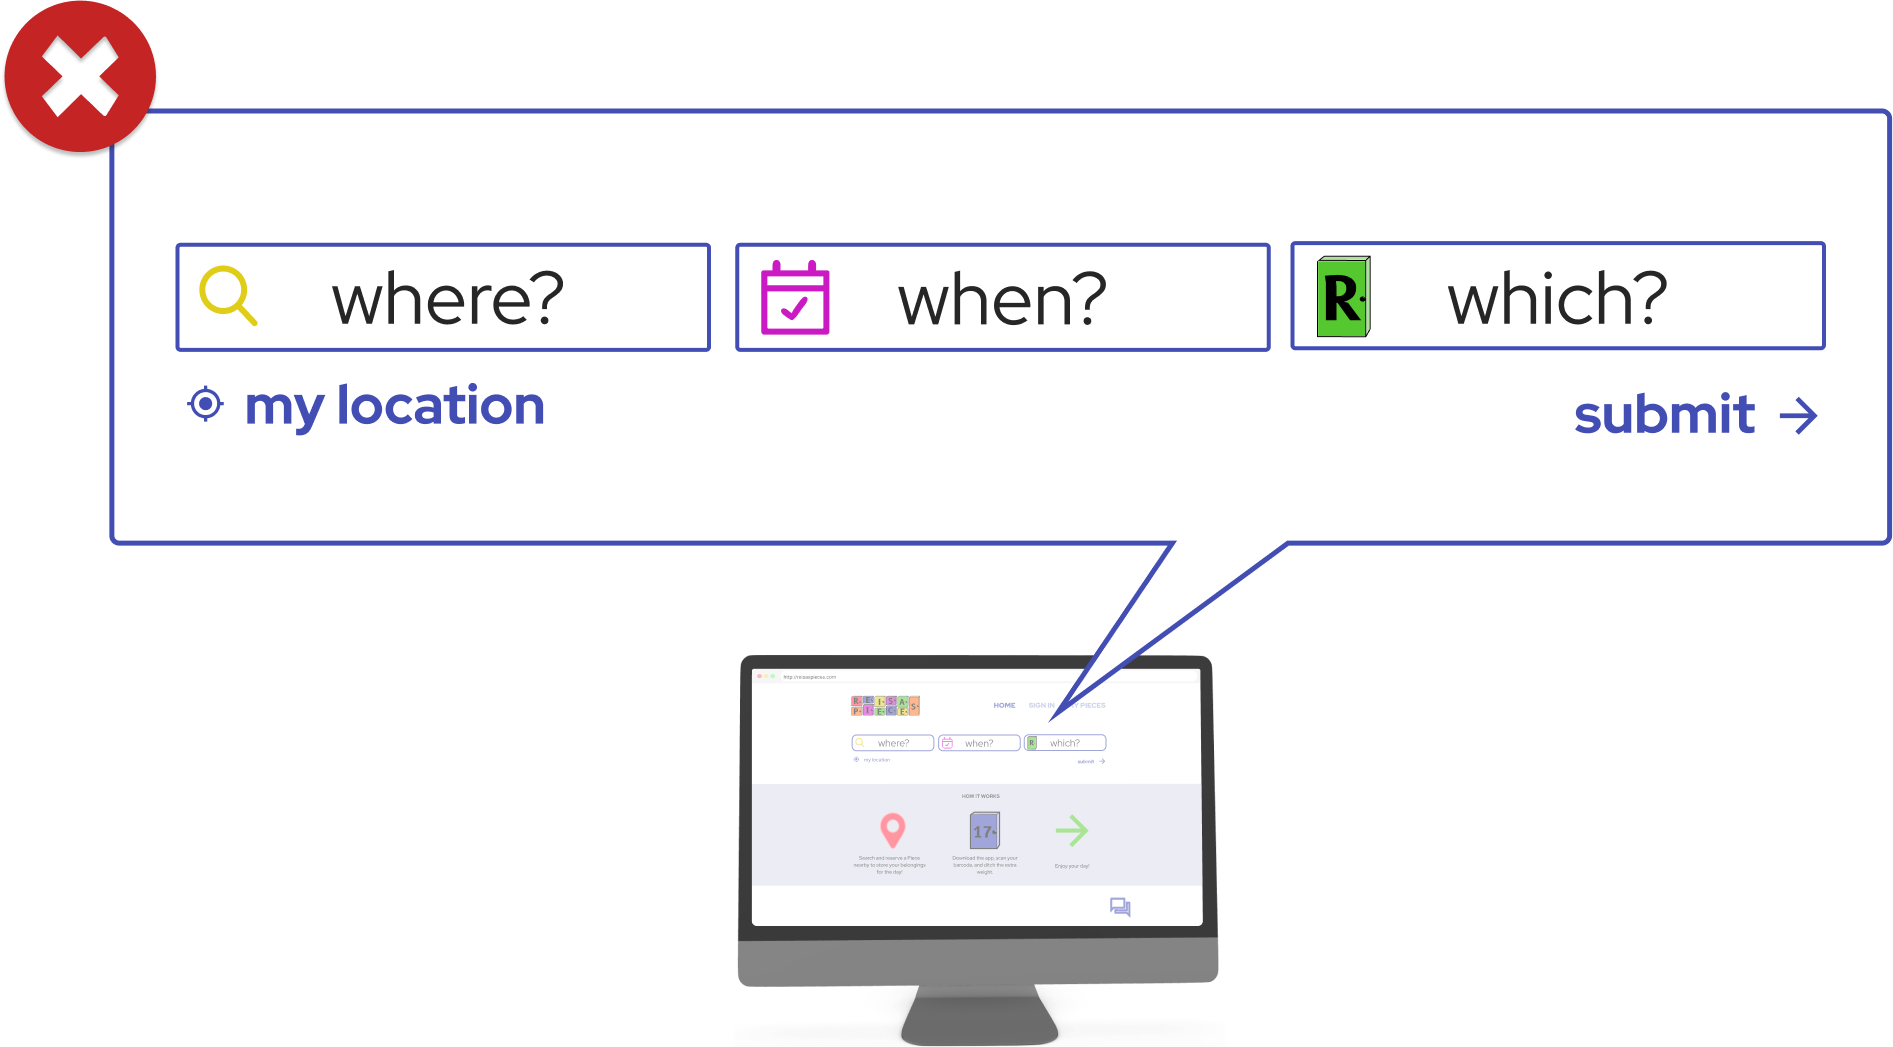 where?
when?
R.
which?
my location
submit
http://reisaspieces.com
R. E. I. S. A.
P. I. E. C. E. S.
HOME SIGN IN MY PIECES
where?
when?
R
which?
my location
submit
HOW IT WORKS
17.
Search and reserve a Piece
nearby to store your belongings
for the day!
Download the app, scan your
barcode, and ditch the extra
weight.
Enjoy your day!